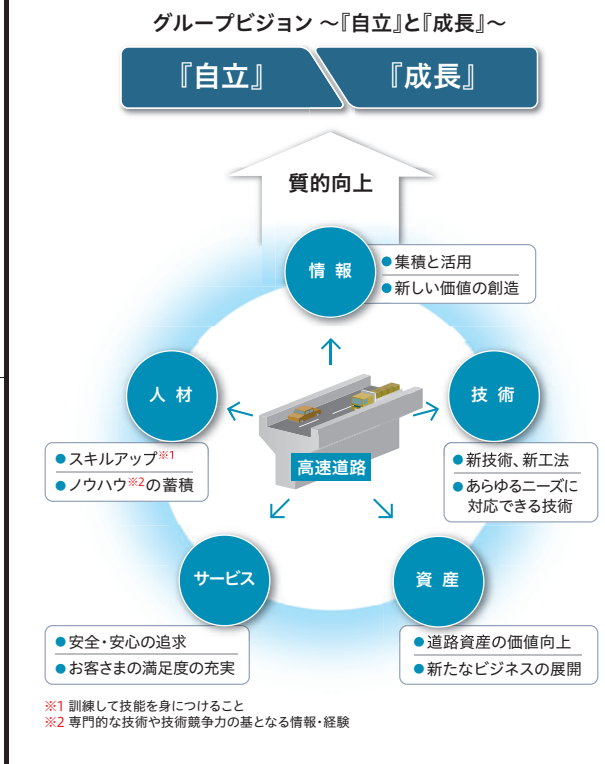 グループビジョン ～『自立』と『成長』～
『自立』
『成長』
質的向上
情報
●集積と活用
●新しい価値の創造
人材
●スキルアップ※1
●ノウハウ※2の蓄積
技術
●新技術、新工法
●あらゆるニーズに
対応できる技術
高速道路
サービス
●安全・安心の追求
●お客さまの満足度の充実
資産
●道路資産の価値向上
●新たなビジネスの展開
※1 訓練して技能を身につけること
※2 専門的な技術や技術競争力の基となる情報・経験